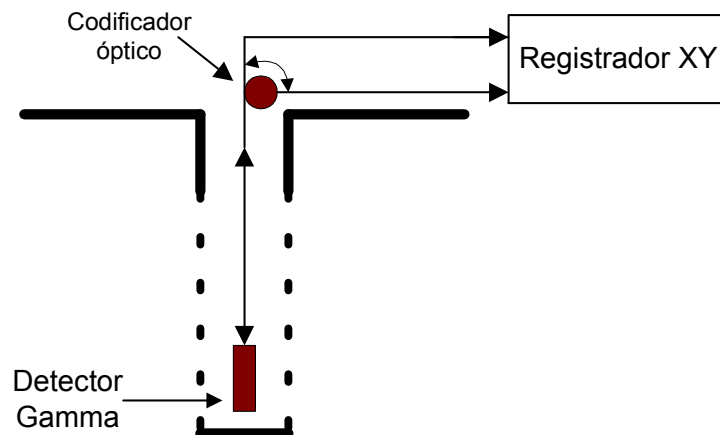 Codificador
óptico
Registrador XY
Detector
Gamma